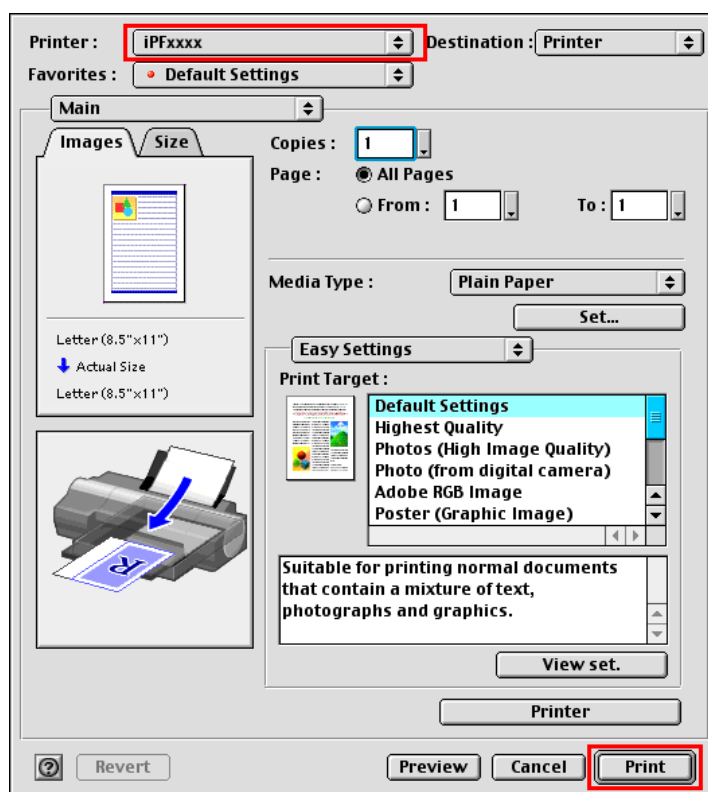 Printer : iPFxxxx Destination : Printer
Favorites : Default Settings
Main
Images Size
Copies : 1
Page : All Pages
From : 1 To : 1
Media Type : Plain Paper
Set...
Letter (8.5"x11")
Actual Size
Letter (8.5"x11")
Easy Settings
Print Target :
Default Settings
Highest Quality
Photos (High Image Quality)
Photo (from digital camera)
Adobe RGB Image
Poster (Graphic Image)
Suitable for printing normal documents
that contain a mixture of text,
photographs and graphics.
R
View set.
Printer
? Revert Preview Cancel Print